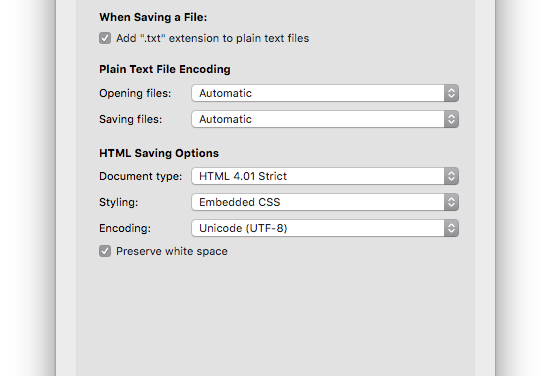 When Saving a File:
Add ".txt" extension to plain text files
Plain Text File Encoding
Opening files: Automatic
Saving files: Automatic
HTML Saving Options
Document type: HTML 4.01 Strict
Styling: Embedded CSS
Encoding: Unicode (UTF-8)
Preserve white space